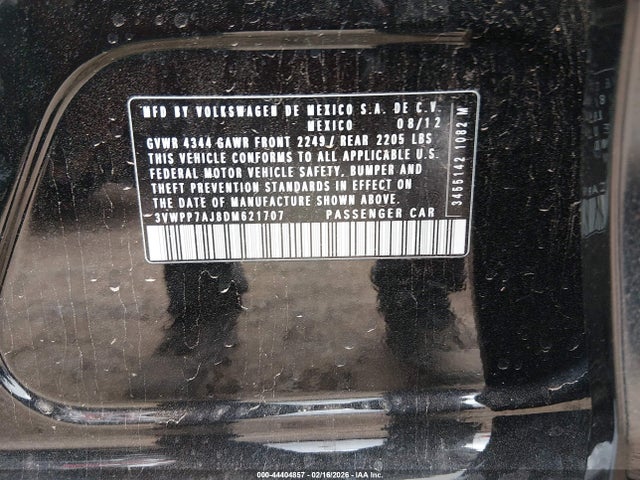 MFD BY VOLKSWAGEN DE MEXICO S.A. DE C.V.
MEXICO 08/12
GVWR 4344 GAWR FRONT 2249/ REAR 2205 LBS
THIS VEHICLE CONFORMS TO ALL APPLICABLE U.S.
FEDERAL MOTOR VEHICLE SAFETY, BUMPER AND
THEFT PREVENTION STANDARDS IN EFFECT ON
THE DATE OF MANUFACTURE SHOWN ABOVE.
3VWPP7AJ8DM621707 PASSENGER CAR
3456142 1082 M
000-44404857 - 02/16/2026 - IAA Inc.